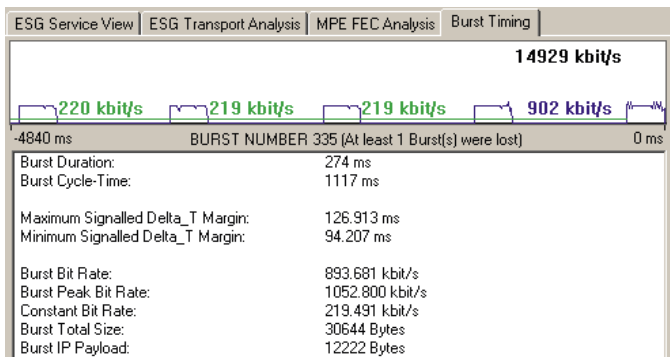 ESG Service View ESG Transport Analysis MPE FEC Analysis Burst Timing
14929 kbit/s
220 kbit/s 219 kbit/s 219 kbit/s 902 kbit/s
-4840 ms BURST NUMBER 335 (At least 1 Burst(s) were lost) 0 ms
Burst Duration: 274 ms
Burst Cycle-Time: 1117 ms
Maximum Signalled Delta_T Margin: 126.913 ms
Minimum Signalled Delta_T Margin: 94.207 ms
Burst Bit Rate: 893.681 kbit/s
Burst Peak Bit Rate: 1052.800 kbit/s
Constant Bit Rate: 219.491 kbit/s
Burst Total Size: 30644 Bytes
Burst IP Payload: 12222 Bytes